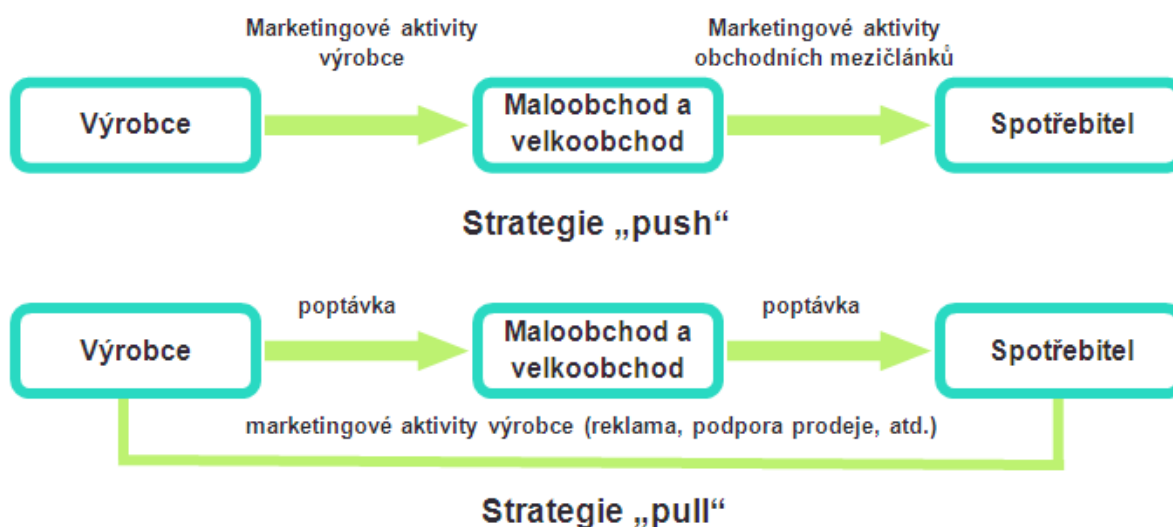 Marketingové aktivity
výrobce
Marketingové aktivity
obchodních mezičlánků
Výrobce
Maloobchod a
velkoobchod
Spotřebitel
Strategie „push“
poptávka
poptávka
Výrobce
Maloobchod a
velkoobchod
Spotřebitel
marketingové aktivity výrobce (reklama, podpora prodeje, atd.)
Strategie „pull“